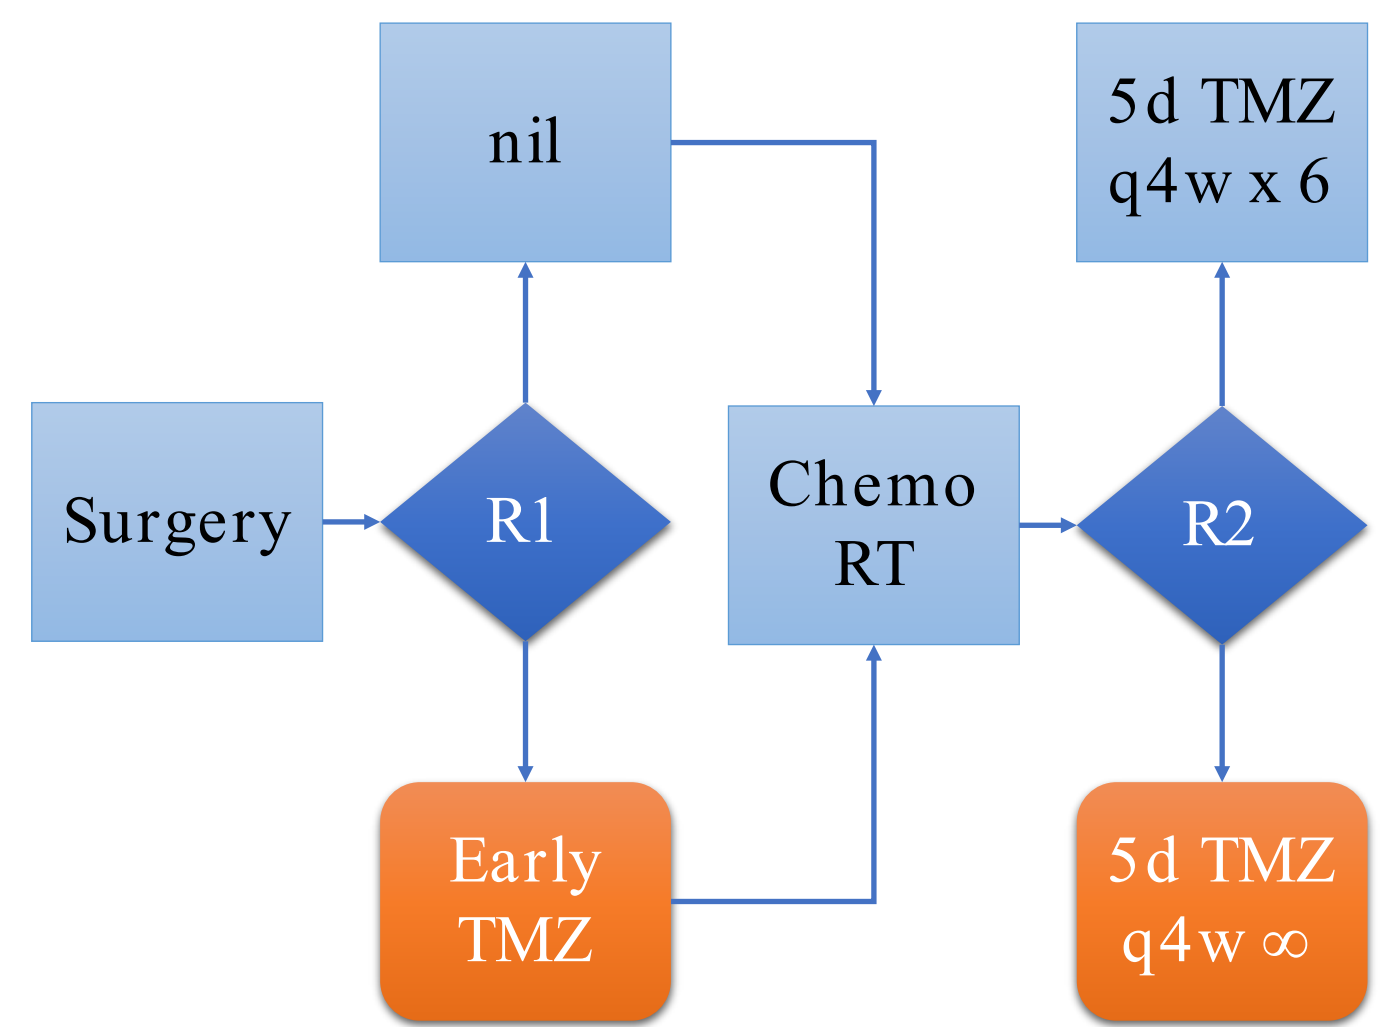 Surgery
R1
nil
Early
TMZ
Chemo
RT
R2
5d TMZ
q4w x 6
5d TMZ
q4w ∞